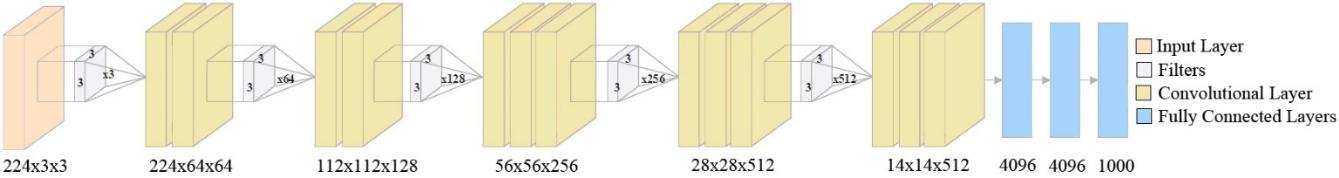 3
3
x3
3
3
x64
3
3
x128
3
3
x256
3
3
x512
Input Layer
Filters
Convolutional Layer
Fully Connected Layers
224x3x3
224x64x64
112x112x128
56x56x256
28x28x512
14x14x512
4096
4096
1000